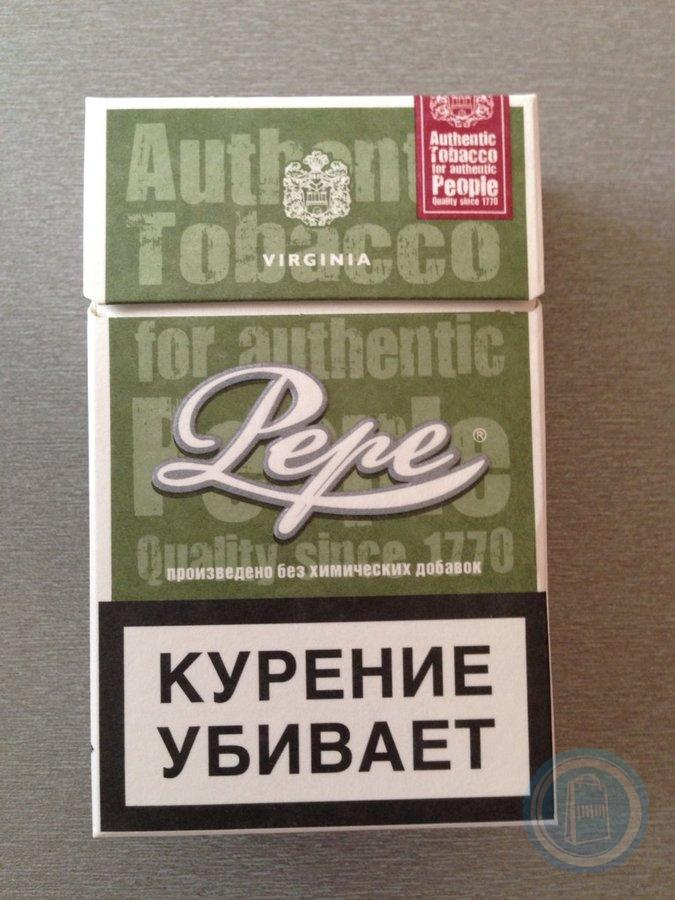 Authent
Tobacco
VIRGINIA
Authentic
Tobacco
for authentic
People
Quality since 1770
for authentic
People
Pepe ®
Quality since 1770
произведено без химических добавок
КУРЕНИЕ
УБИВАЕТ